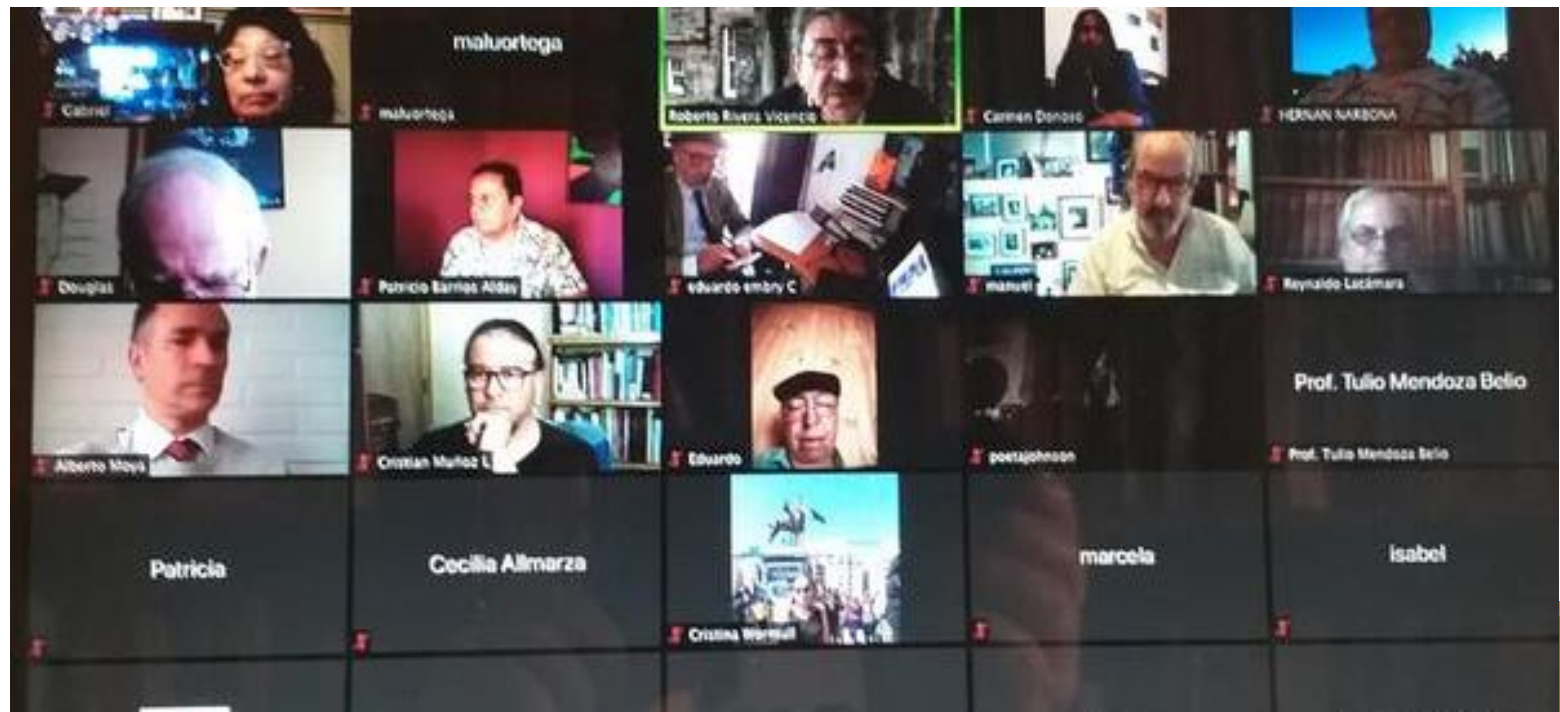 Gabriel
maluortega
maluortega
Roberto Rivera Vicencio
Carmen Donoso
HERNAN NARBONA
Douglas
Patricio Barrios Alday
eduardo embry C
A
manuel
Reynaldo Lacámara
Alberto Moya
Cristian Muñoz L
Eduardo
poetajohnson
Prof. Tulio Mendoza Belio
Prof. Tulio Mendoza Belio
Patricia
Cecilia Allmarza
Cristina Wormull
marcela
isabel